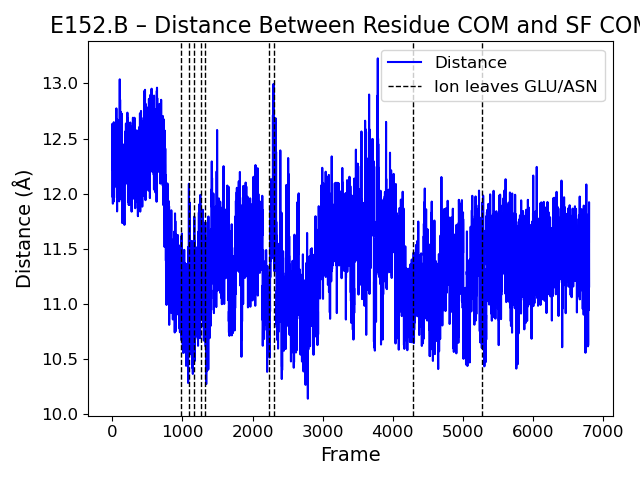 E152.B – Distance Between Residue COM and SF COM
Distance
Ion leaves GLU/ASN
13.0
12.5
12.0
11.5
11.0
10.5
10.0
Distance (Å)
0 1000 2000 3000 4000 5000 6000 7000
Frame